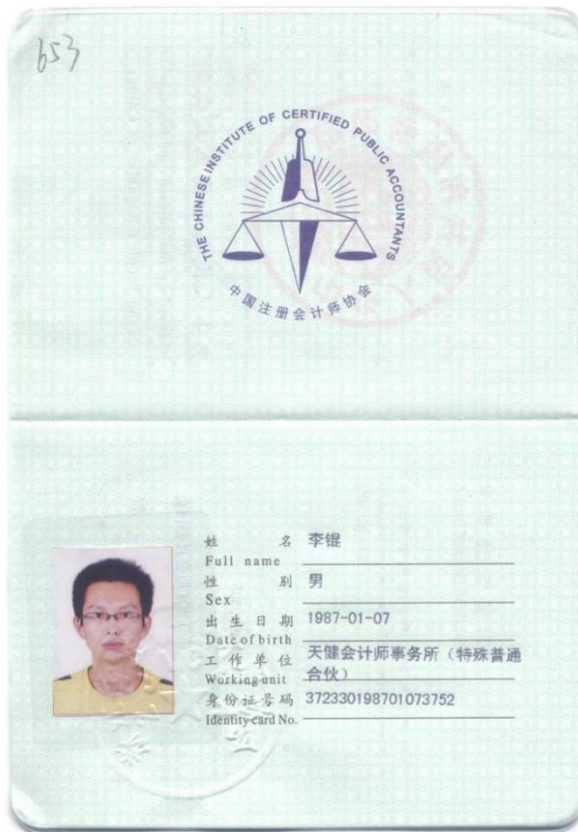 653
THE CHINESE INSTITUTE OF CERTIFIED PUBLIC ACCOUNTANTS
中国注册会计师协会
姓 名 李锟
Full name
性 别 男
Sex
出生日期 1987-01-07
Date of birth
工作单位 天健会计师事务所（特殊普通
Working unit 合伙）
身份证号码 372330198701073752
Identity card No.